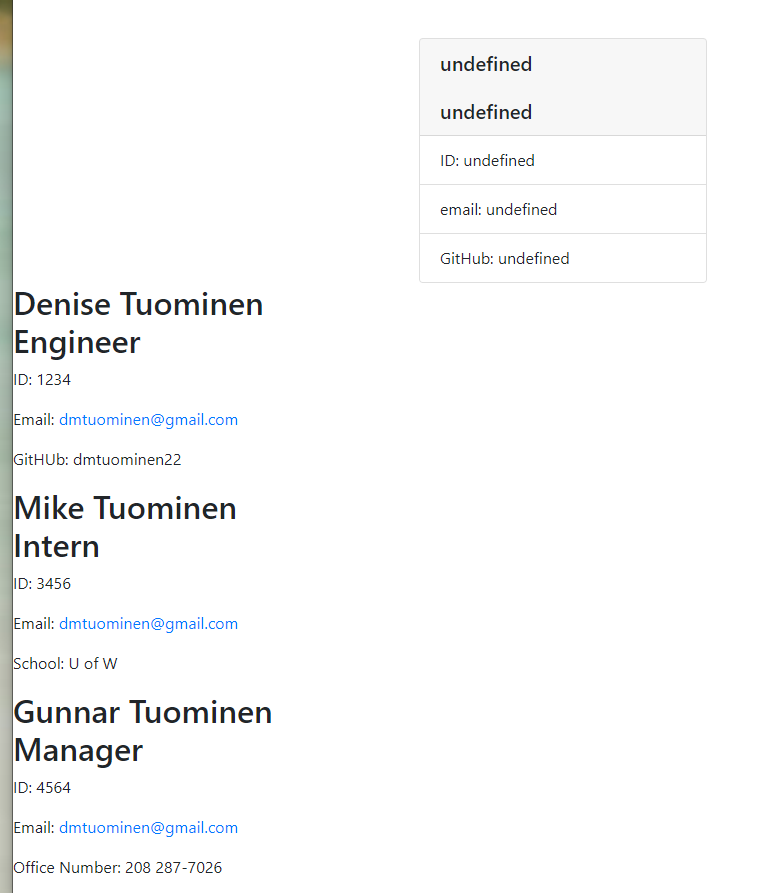 undefined
undefined
ID: undefined
email: undefined
GitHub: undefined
Denise Tuominen
Engineer
ID: 1234
Email: dmtuominen@gmail.com
GitHUb: dmtuominen22
Mike Tuominen
Intern
ID: 3456
Email: dmtuominen@gmail.com
School: U of W
Gunnar Tuominen
Manager
ID: 4564
Email: dmtuominen@gmail.com
Office Number: 208 287-7026